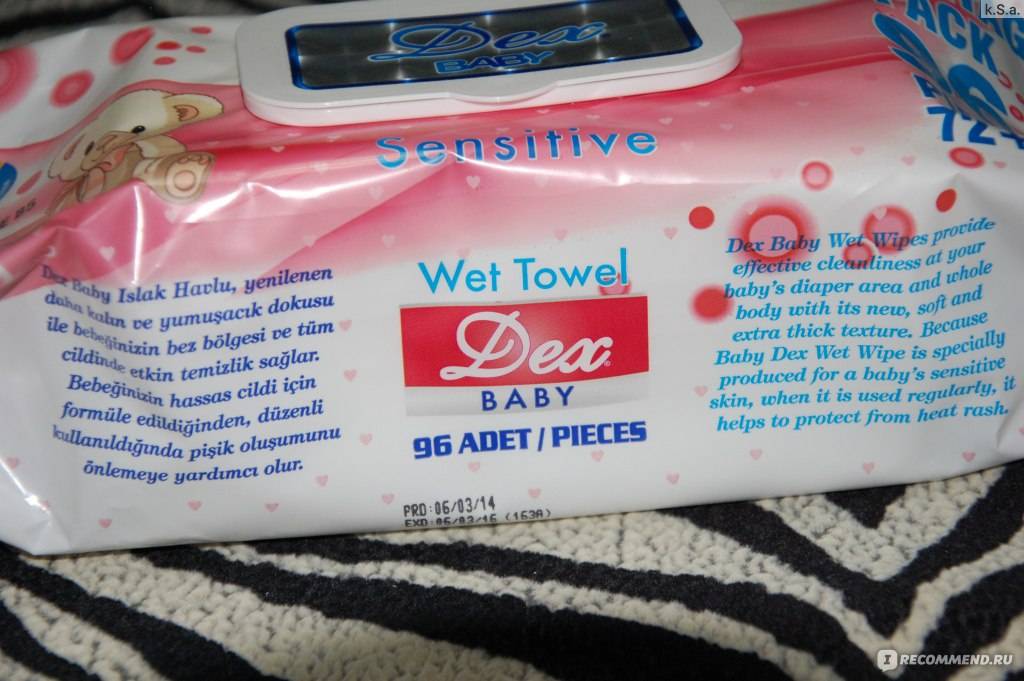 k.S.a.
Dex
BABY
PACK
72+
Sensitive
Dex Baby Islak Havlu, yenilenen
daha kalın ve yumuşacık dokusu
ile bebeğinizin bez bölgesi ve tüm
cildinde etkin temizlik sağlar.
Bebeğinizin hassas cildi için
formüle edildiğinden, düzenli
kullanıldığında pişik oluşumunu
önlemeye yardımcı olur.
Wet Towel
Dex
BABY
96 ADET / PIECES
PRD:06/03/14
EXP:06/03/16 (163A)
Dex Baby Wet Wipes provide
effective cleanliness at your
baby's diaper area and whole
body with its new, soft and
extra thick texture. Because
Baby Dex Wet Wipe is specially
produced for a baby's sensitive
skin, when it is used regularly, it
helps to protect from heat rash.
I RECOMMEND.RU